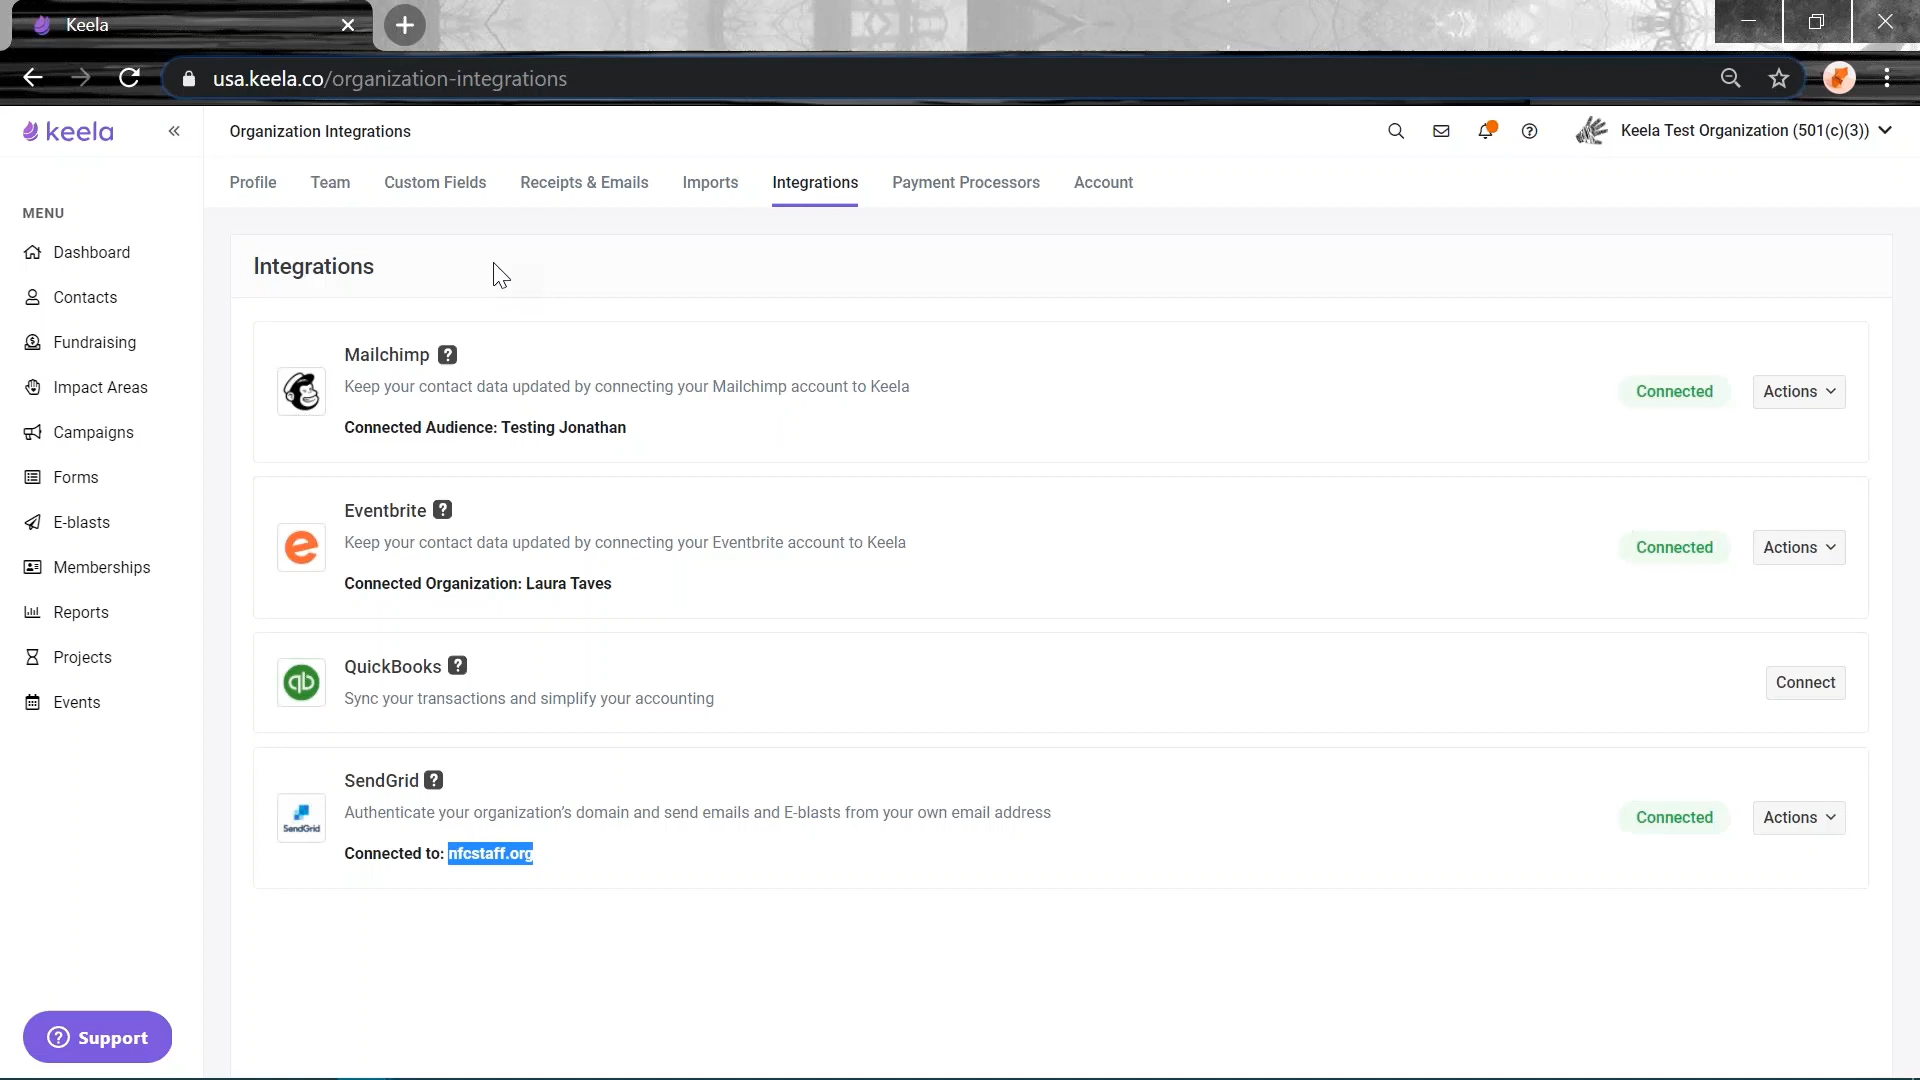 Keela
usa.keela.co/organization-integrations
keela
Organization Integrations
Keela Test Organization (501(c)(3))
Profile
Team
Custom Fields
Receipts & Emails
Imports
Integrations
Payment Processors
Account
MENU
Dashboard
Contacts
Fundraising
Impact Areas
Campaigns
Forms
E-blasts
Memberships
Reports
Projects
Events
Support
Integrations
Mailchimp ?
Keep your contact data updated by connecting your Mailchimp account to Keela
Connected Audience: Testing Jonathan
Connected
Actions
Eventbrite ?
Keep your contact data updated by connecting your Eventbrite account to Keela
Connected Organization: Laura Taves
Connected
Actions
qb
QuickBooks ?
Sync your transactions and simplify your accounting
Connect
SendGrid
SendGrid ?
Authenticate your organization's domain and send emails and E-blasts from your own email address
Connected to: nfcstaff.org
Connected
Actions